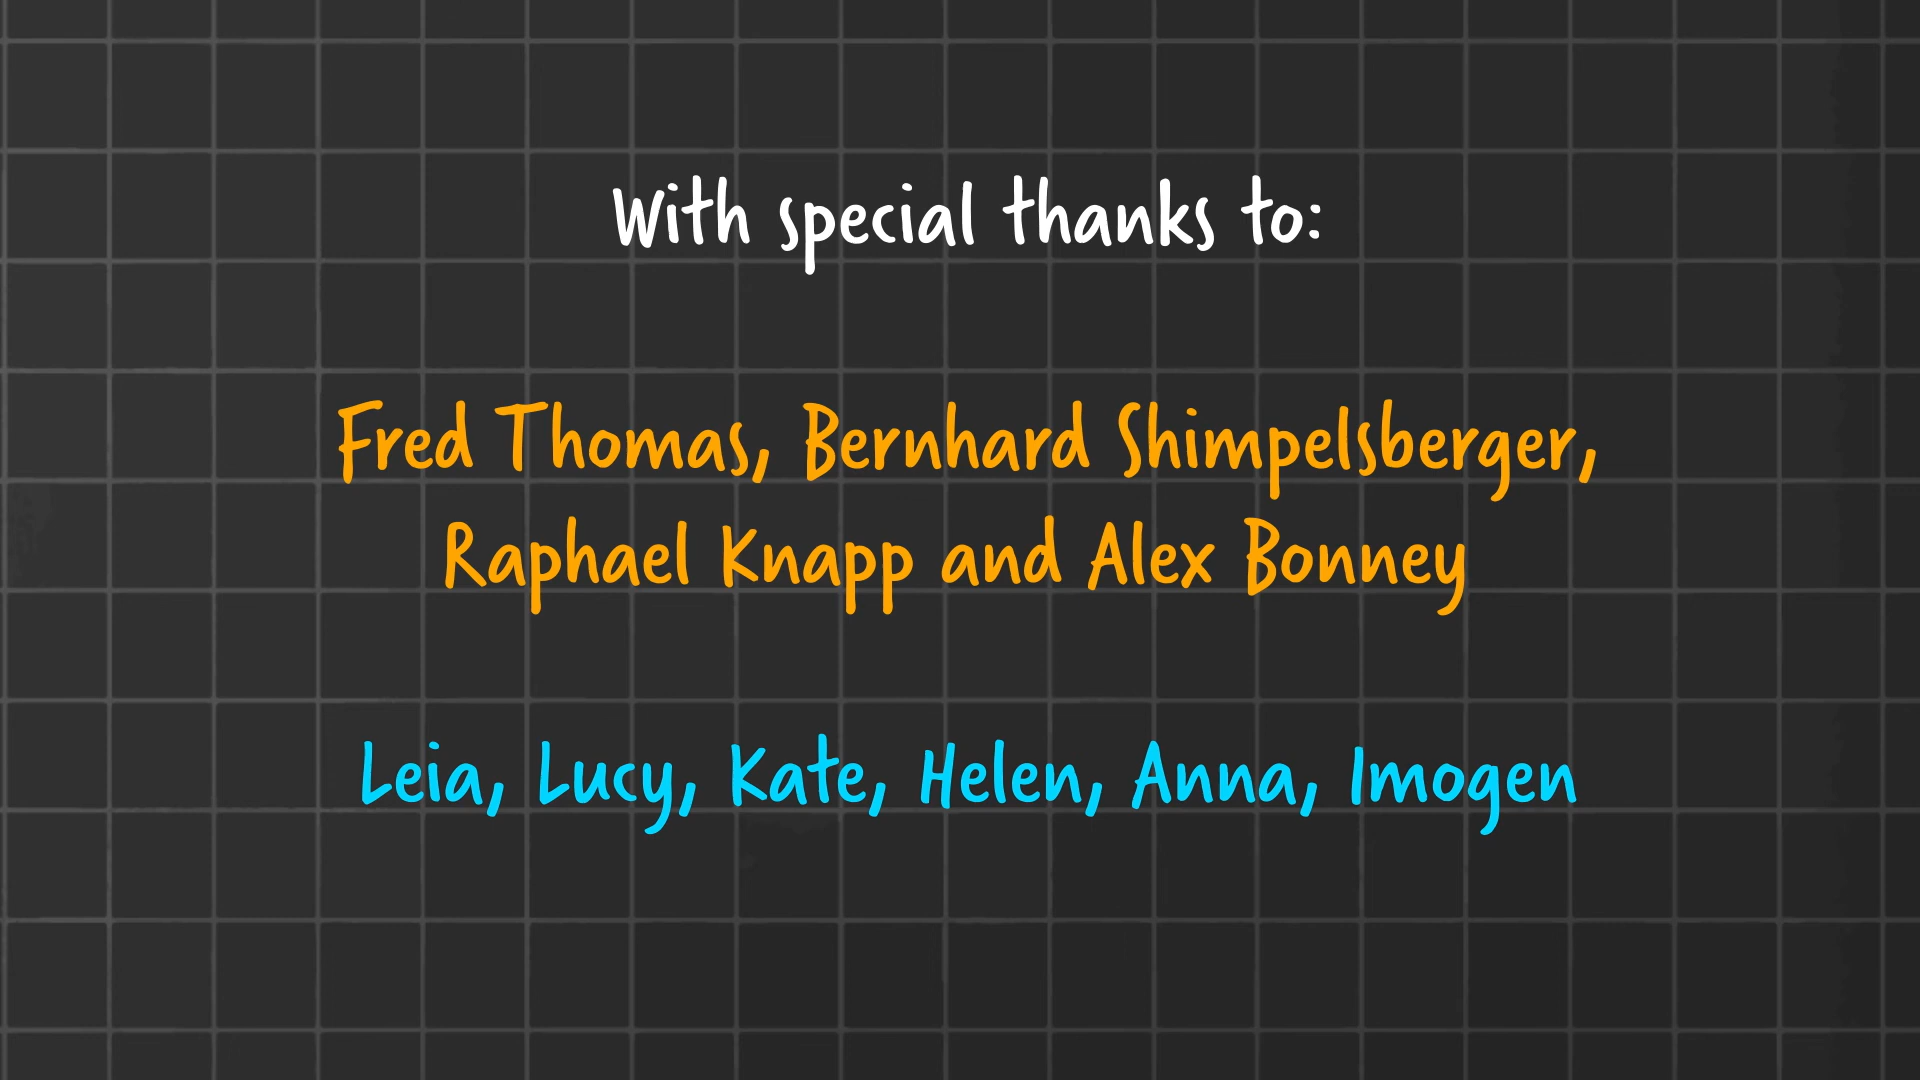 With special thanks to:
Fred Thomas, Bernhard Shimpelsberger,
Raphael Knapp and Alex Bonney
Leia, Lucy, Kate, Helen, Anna, Imogen